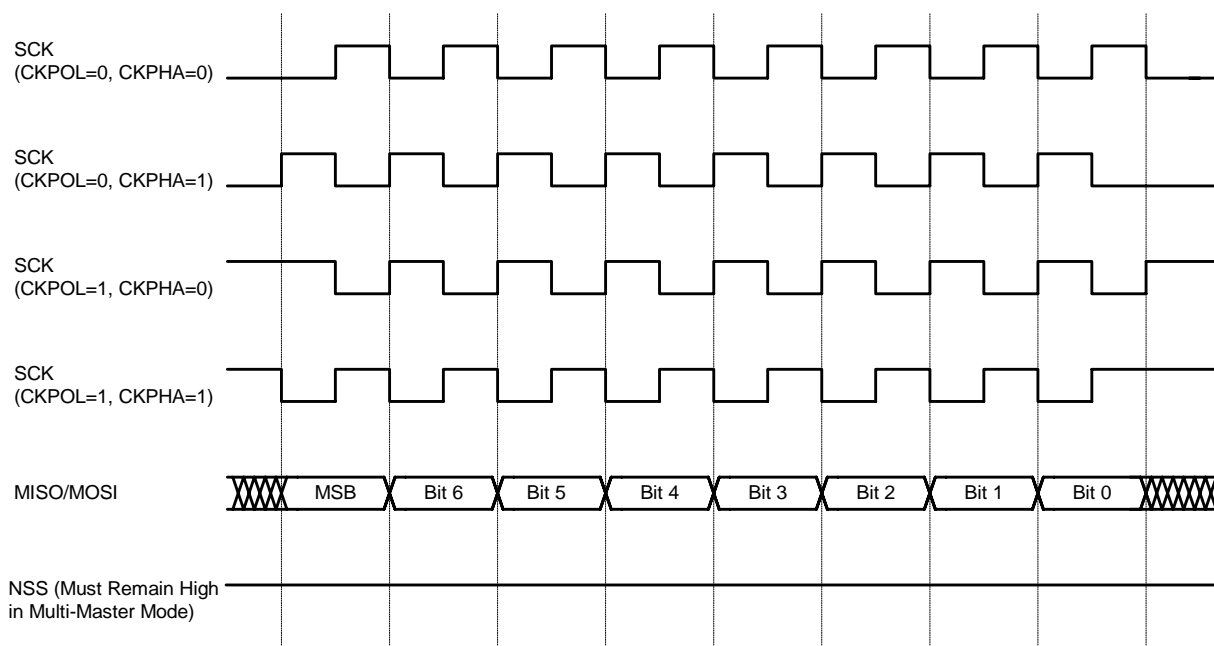 SCK
(CKPOL=0, CKPHA=0)
SCK
(CKPOL=0, CKPHA=1)
SCK
(CKPOL=1, CKPHA=0)
SCK
(CKPOL=1, CKPHA=1)
MISO/MOSI MSB Bit 6 Bit 5 Bit 4 Bit 3 Bit 2 Bit 1 Bit 0
NSS (Must Remain High
in Multi-Master Mode)